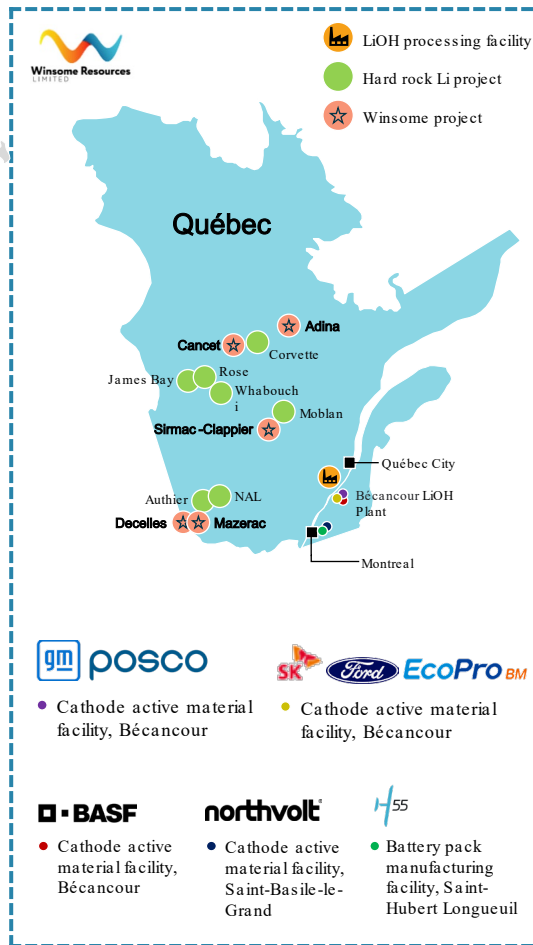 Winsome Resources
LIMITED
LiOH processing facility
Hard rock Li project
Winsome project
Québec
Adina
Cancet
Corvette
Rose
James Bay
Whabouch
i
Moblan
Sirmac-Clappier
Québec City
Authier
NAL
Bécancour LiOH
Plant
Decelles
Mazerac
Montreal
gm
posco
SK
Ford
EcoPro BM
Cathode active material
facility, Bécancour
Cathode active material
facility, Bécancour
BASF
northvolt
H55
Cathode active
material facility,
Bécancour
Cathode active
material facility,
Saint-Basile-le-
Grand
Battery pack
manufacturing
facility, Saint-
Hubert Longueuil